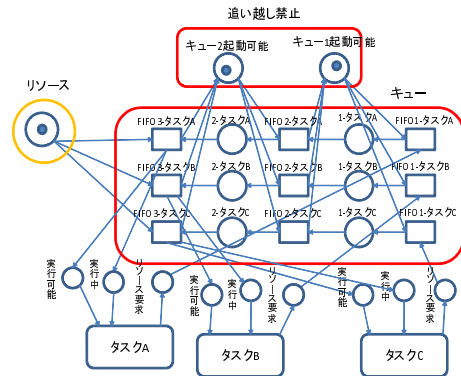 追い越し禁止
キュー2起動可能
キュー1起動可能
リソース
キュー
FIFO 3-タスクA
2-タスクA
FIFO 2-タスクA
1-タスクA
FIFO1-タスクA
FIFO 3-タスクB
2-タスクB
FIFO 2-タスクB
1-タスクB
FIFO 1-タスクB
FIFO 3-タスクC
2-タスクC
FIFO 2-タスクC
1-タスクC
FIFO 1-タスクC
実行可能
実行中
リソース要求
実行可能
実行中
リソース要求
実行可能
実行中
リソース要求
タスクA
タスクB
タスクC